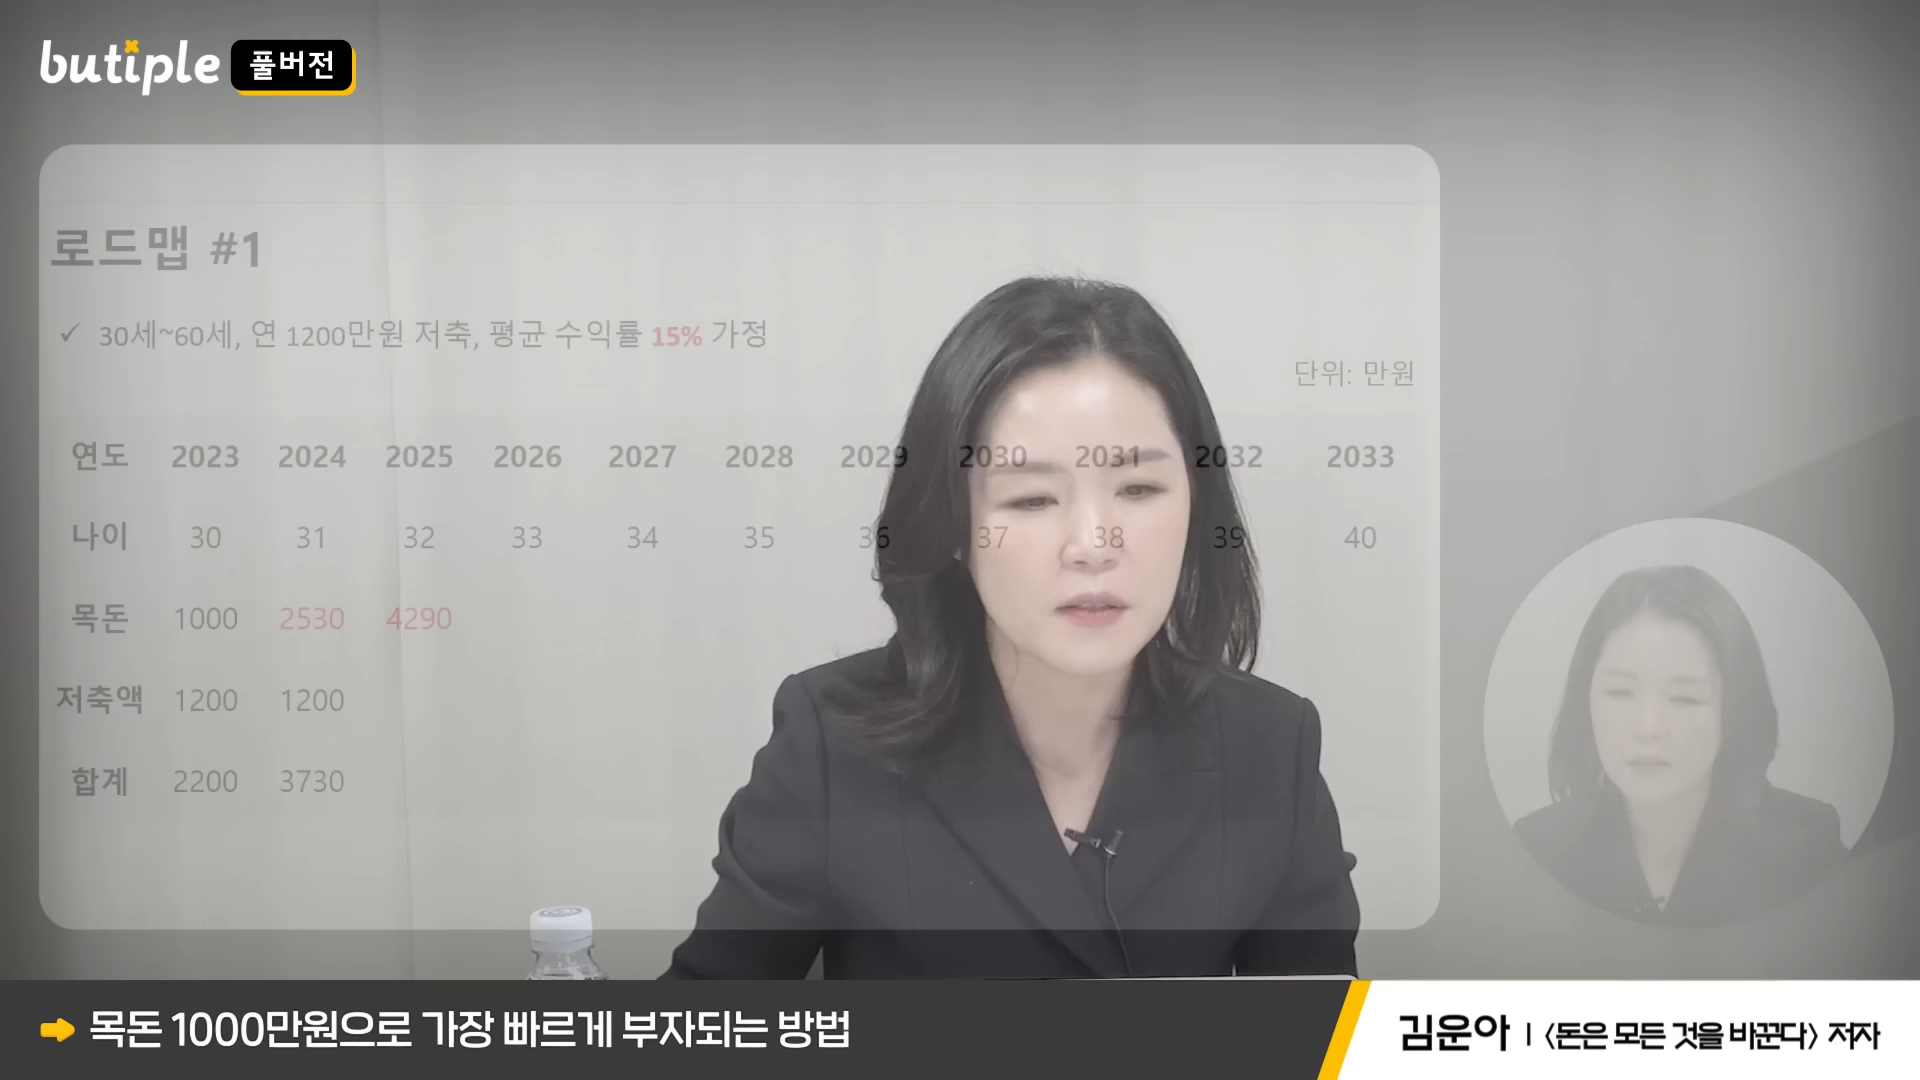 butiple 풀버전
로드맵 #1
✓ 30세~60세, 연 1200만원 저축, 평균 수익률 15% 가정
단위: 만원
연도 2023 2024 2025 2026 2027 2028 2029 2030 2031 2032 2033
나이 30 31 32 33 34 35 36 37 38 39 40
목돈 1000 2530 4290
저축액 1200 1200
합계 2200 3730
목돈 1000만원으로 가장 빠르게 부자되는 방법
김운아 | 〈돈은 모든 것을 바꾼다〉 저자